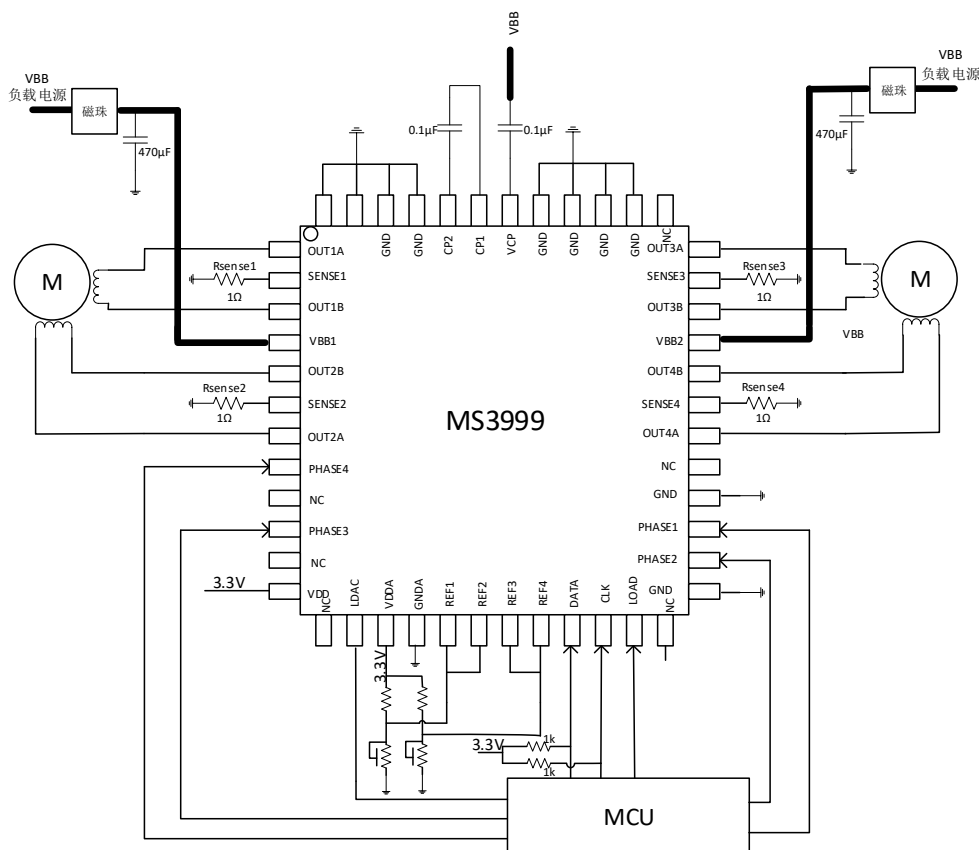 VBB
VBB
负载电源
磁珠
470μF
0.1μF
0.1μF
VBB
负载电源
磁珠
470μF
GND
GND
CP2
CP1
VCP
GND
GND
GND
GND
NC
OUT1A
SENSE1
OUT1B
VBB1
OUT2B
SENSE2
OUT2A
PHASE4
NC
PHASE3
NC
VDD
3.3V
Rsense1
1Ω
Rsense2
1Ω
M
MS3999
OUT3A
SENSE3
OUT3B
VBB2
OUT4B
SENSE4
OUT4A
NC
GND
PHASE1
PHASE2
GND
Rsense3
1Ω
VBB
Rsense4
1Ω
M
NC
LDAC
VDDA
GNDA
REF1
REF2
REF3
REF4
DATA
CLK
LOAD
NC
3.3V
3.3V
1k
1k
MCU